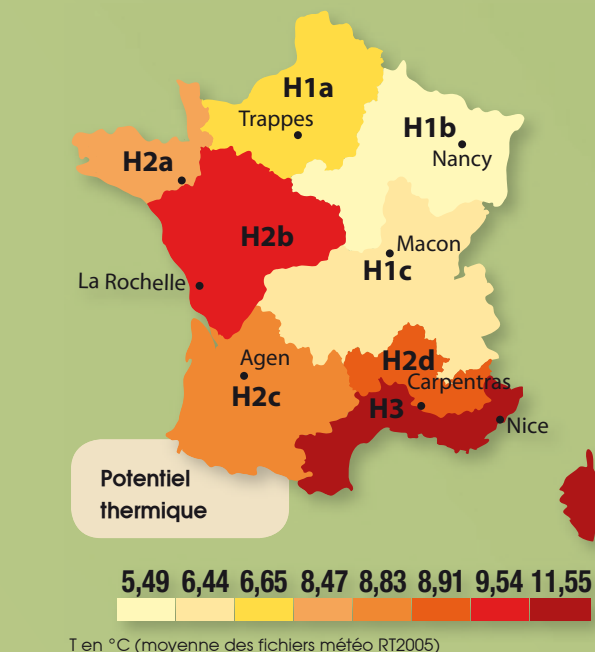 H1a
Trappes
H1b
Nancy
H2a
H2b
Macon
H1c
La Rochelle
Agen
H2d
Carpentras
H2c
H3
Nice
Potentiel
thermique
5,49 6,44 6,65 8,47 8,83 8,91 9,54 11,55
T en °C (moyenne des fichiers météo RT2005)